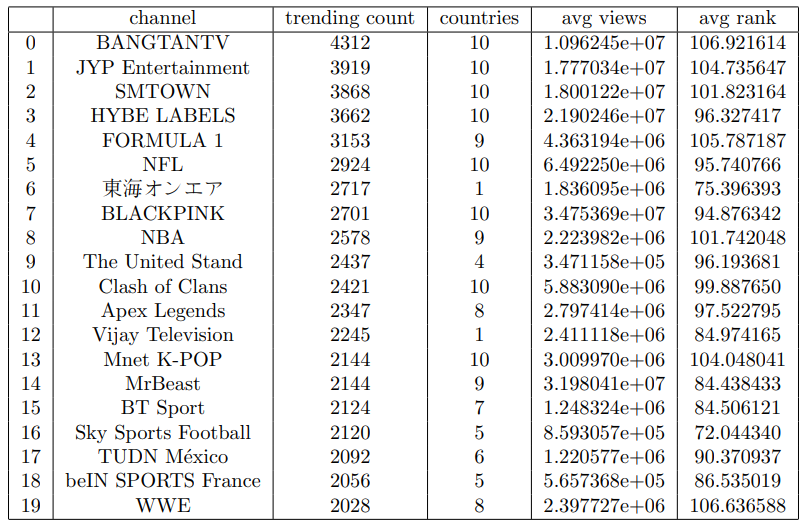 channel trending count countries avg views avg rank
0 BANGTANTV 4312 10 1.096245e+07 106.921614
1 JYP Entertainment 3919 10 1.777034e+07 104.735647
2 SMTOWN 3868 10 1.800122e+07 101.823164
3 HYBE LABELS 3662 10 2.190246e+07 96.327417
4 FORMULA 1 3153 9 4.363194e+06 105.787187
5 NFL 2924 10 6.492250e+06 95.740766
6 東海オンエア 2717 1 1.836095e+06 75.396393
7 BLACKPINK 2701 10 3.475369e+07 94.876342
8 NBA 2578 9 2.223982e+06 101.742048
9 The United Stand 2437 4 3.471158e+05 96.193681
10 Clash of Clans 2421 10 5.883090e+06 99.887650
11 Apex Legends 2347 8 2.797414e+06 97.522795
12 Vijay Television 2245 1 2.411118e+06 84.974165
13 Mnet K-POP 2144 10 3.009970e+06 104.048041
14 MrBeast 2144 9 3.198041e+07 84.438433
15 BT Sport 2124 7 1.248324e+06 84.506121
16 Sky Sports Football 2120 5 8.593057e+05 72.044340
17 TUDN México 2092 6 1.220577e+06 90.370937
18 beIN SPORTS France 2056 5 5.657368e+05 86.535019
19 WWE 2028 8 2.397727e+06 106.636588